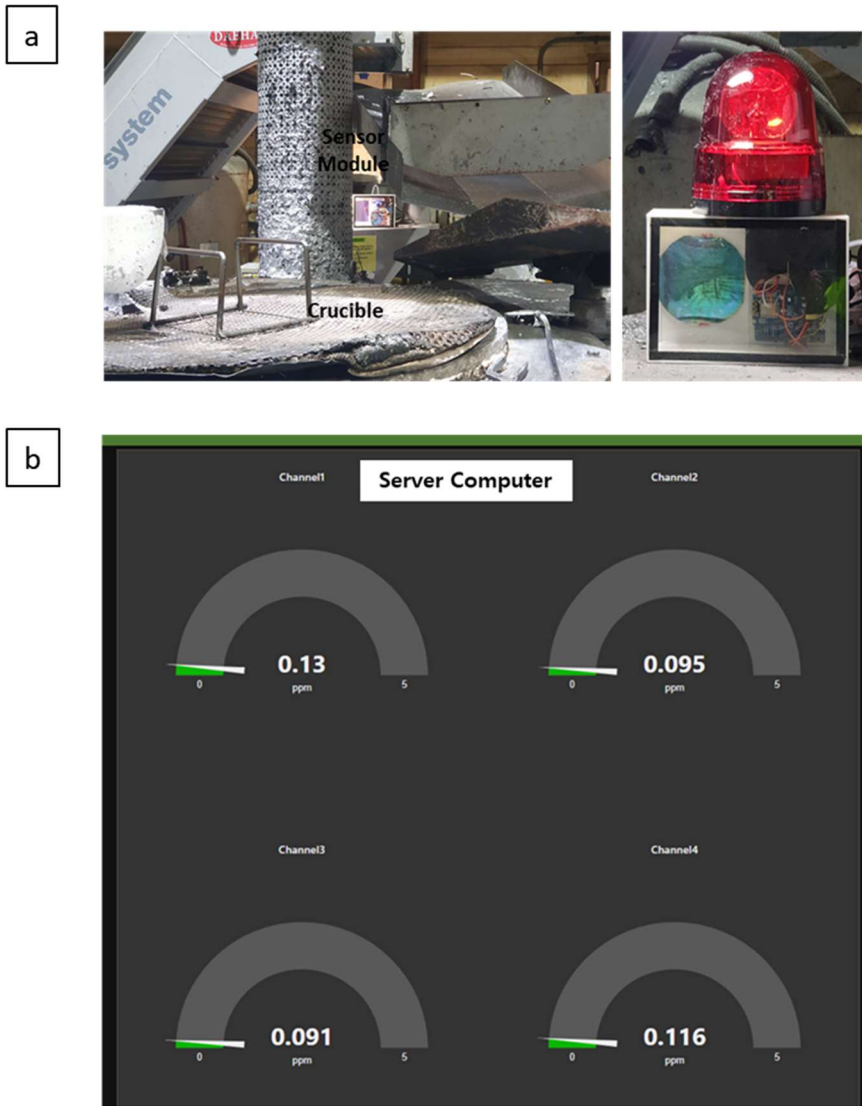 a
system
Sensor
Module
Crucible
b
Server Computer
Channel1
Channel2
0.13
ppm
0
5
0.095
ppm
0
5
Channel3
Channel4
0.091
ppm
0
5
0.116
ppm
0
5